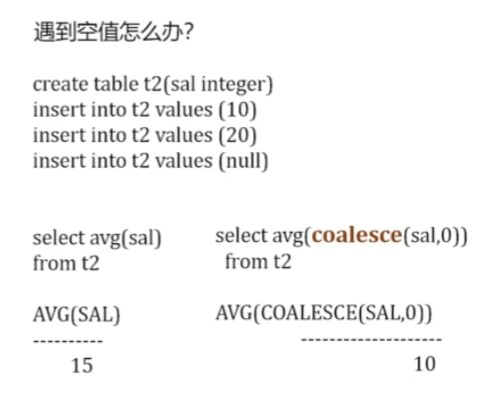 遇到空值怎么办?
create table t2(sal integer)
insert into t2 values (10)
insert into t2 values (20)
insert into t2 values (null)
select avg(sal)
from t2
AVG(SAL)
----------
15
select avg(coalesce(sal,0))
from t2
AVG(COALESCE(SAL,0))
--------------------
10